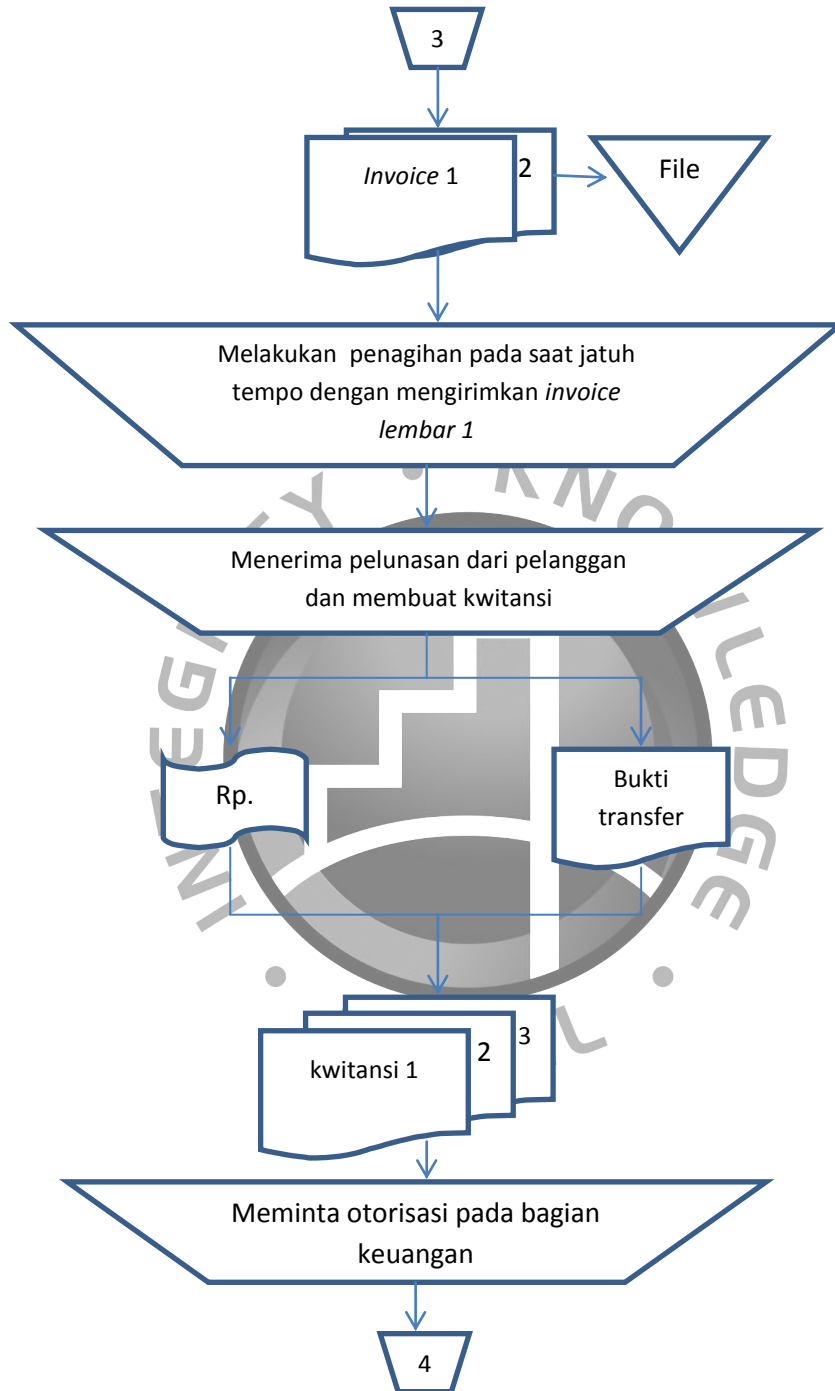 3
Invoice 1
2
File
Melakukan penagihan pada saat jatuh
tempo dengan mengirimkan invoice
lembar 1
Menerima pelunasan dari pelanggan
dan membuat kwitansi
Rp.
Bukti
transfer
kwitansi 1
2
3
Meminta otorisasi pada bagian
keuangan
4